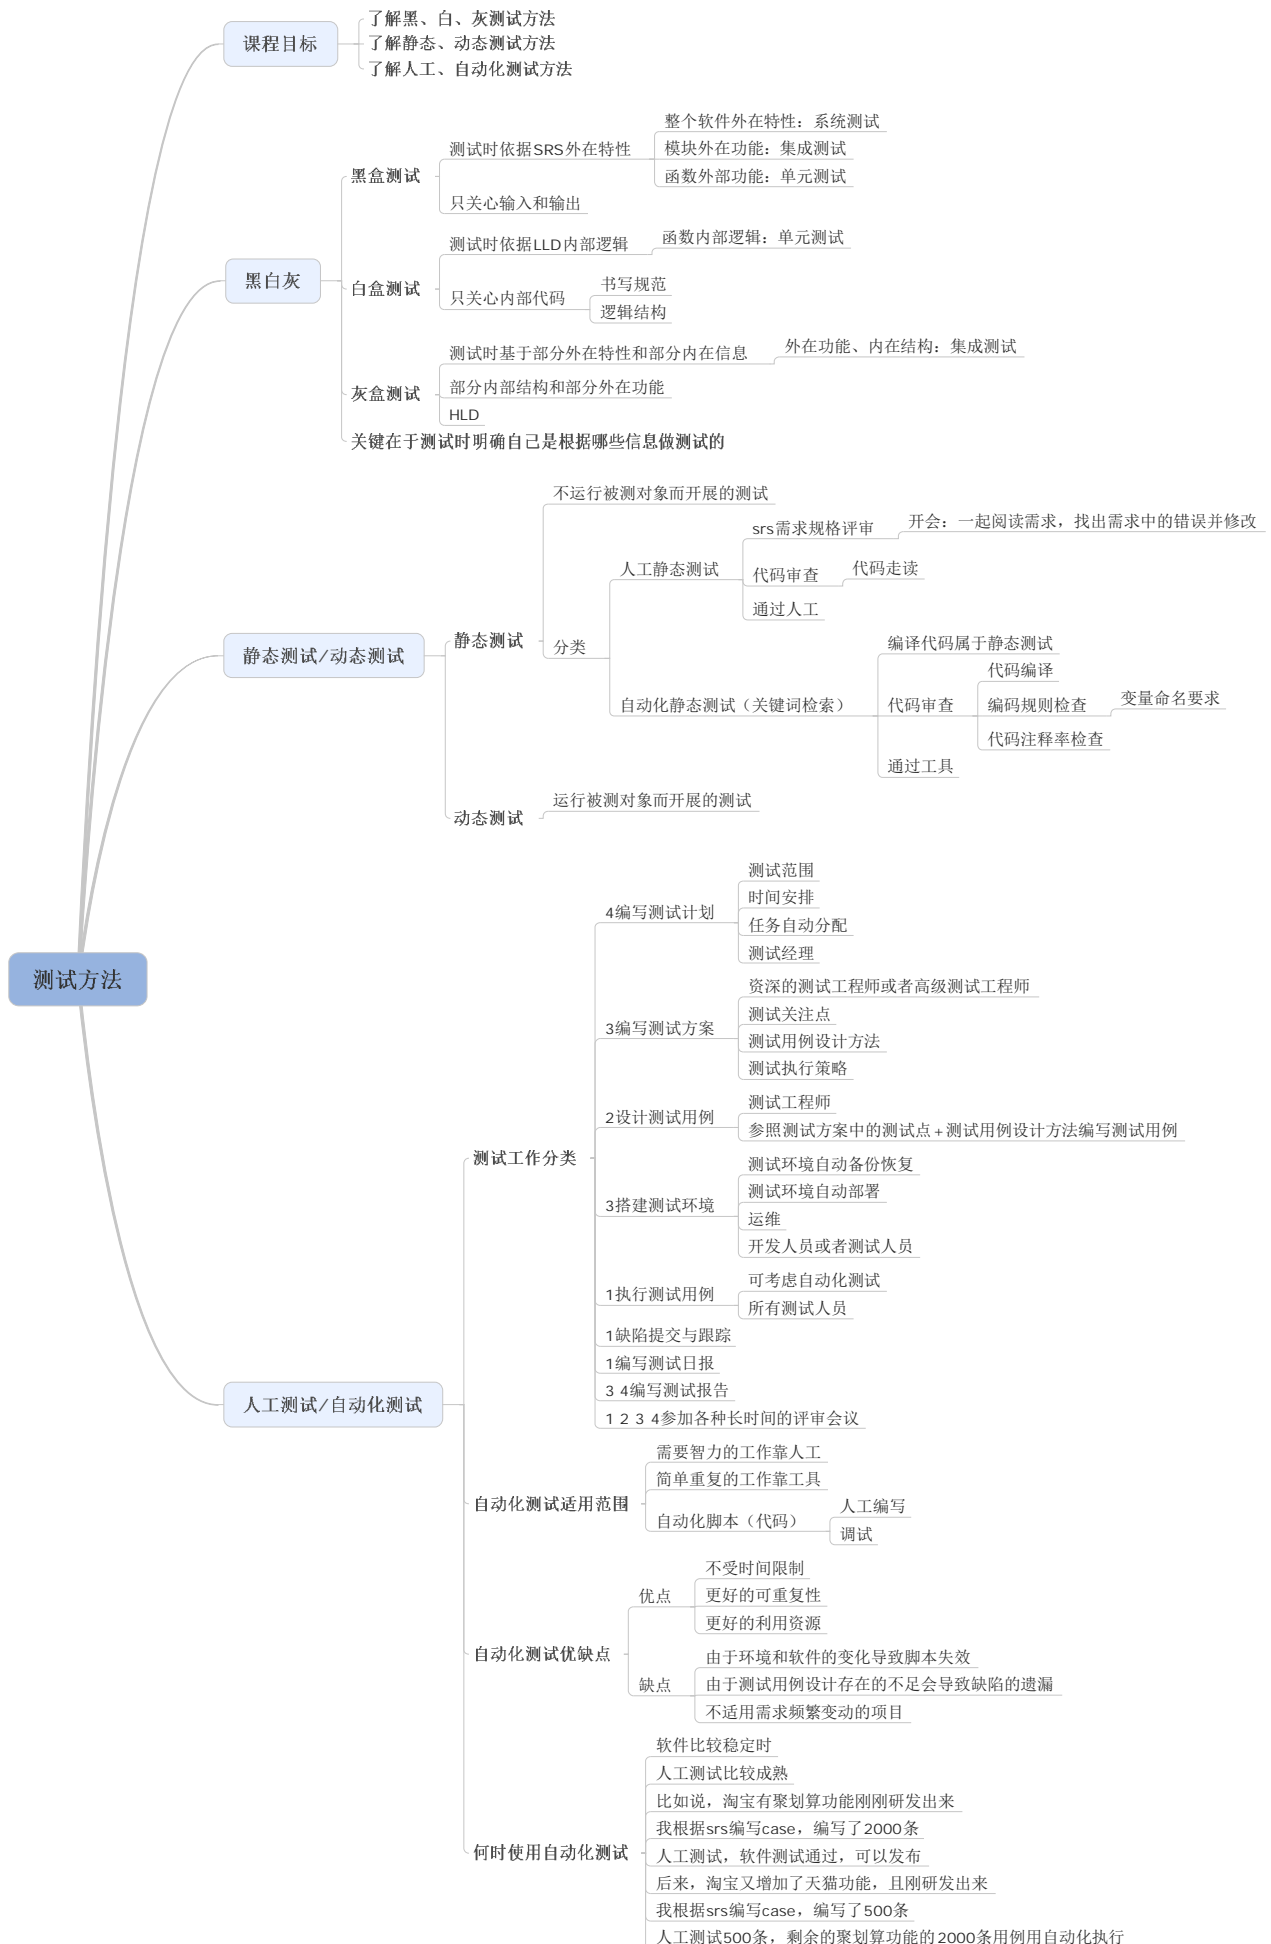 测试方法
课程目标
了解黑、白、灰测试方法
了解静态、动态测试方法
了解人工、自动化测试方法
黑白灰
黑盒测试
测试时依据SRS外在特性
整个软件外在特性：系统测试
模块外在功能：集成测试
函数外部功能：单元测试
只关心输入和输出
白盒测试
测试时依据LLD内部逻辑
函数内部逻辑：单元测试
只关心内部代码
书写规范
逻辑结构
灰盒测试
测试时基于部分外在特性和部分内在信息
外在功能、内在结构：集成测试
部分内部结构和部分外在功能
HLD
关键在于测试时明确自己是根据哪些信息做测试的
静态测试/动态测试
静态测试
不运行被测对象而开展的测试
分类
人工静态测试
srs需求规格评审
开会：一起阅读需求，找出需求中的错误并修改
代码审查
代码走读
通过人工
自动化静态测试（关键词检索）
编译代码属于静态测试
代码审查
代码编译
编码规则检查
变量命名要求
代码注释率检查
通过工具
动态测试
运行被测对象而开展的测试
人工测试/自动化测试
测试工作分类
4编写测试计划
测试范围
时间安排
任务自动分配
测试经理
3编写测试方案
资深的测试工程师或者高级测试工程师
测试关注点
测试用例设计方法
测试执行策略
2设计测试用例
测试工程师
参照测试方案中的测试点+测试用例设计方法编写测试用例
3搭建测试环境
测试环境自动备份恢复
测试环境自动部署
运维
开发人员或者测试人员
1执行测试用例
可考虑自动化测试
所有测试人员
1缺陷提交与跟踪
1编写测试日报
3 4编写测试报告
1 2 3 4参加各种长时间的评审会议
自动化测试适用范围
需要智力的工作靠人工
简单重复的工作靠工具
自动化脚本（代码）
人工编写
调试
自动化测试优缺点
优点
不受时间限制
更好的可重复性
更好的利用资源
缺点
由于环境和软件的变化导致脚本失效
由于测试用例设计存在的不足会导致缺陷的遗漏
不适用需求频繁变动的项目
何时使用自动化测试
软件比较稳定时
人工测试比较成熟
比如说，淘宝有聚划算功能刚刚研发出来
我根据srs编写case，编写了2000条
人工测试，软件测试通过，可以发布
后来，淘宝又增加了天猫功能，且刚研发出来
我根据srs编写case，编写了500条
人工测试500条，剩余的聚划算功能的2000条用例用自动化执行